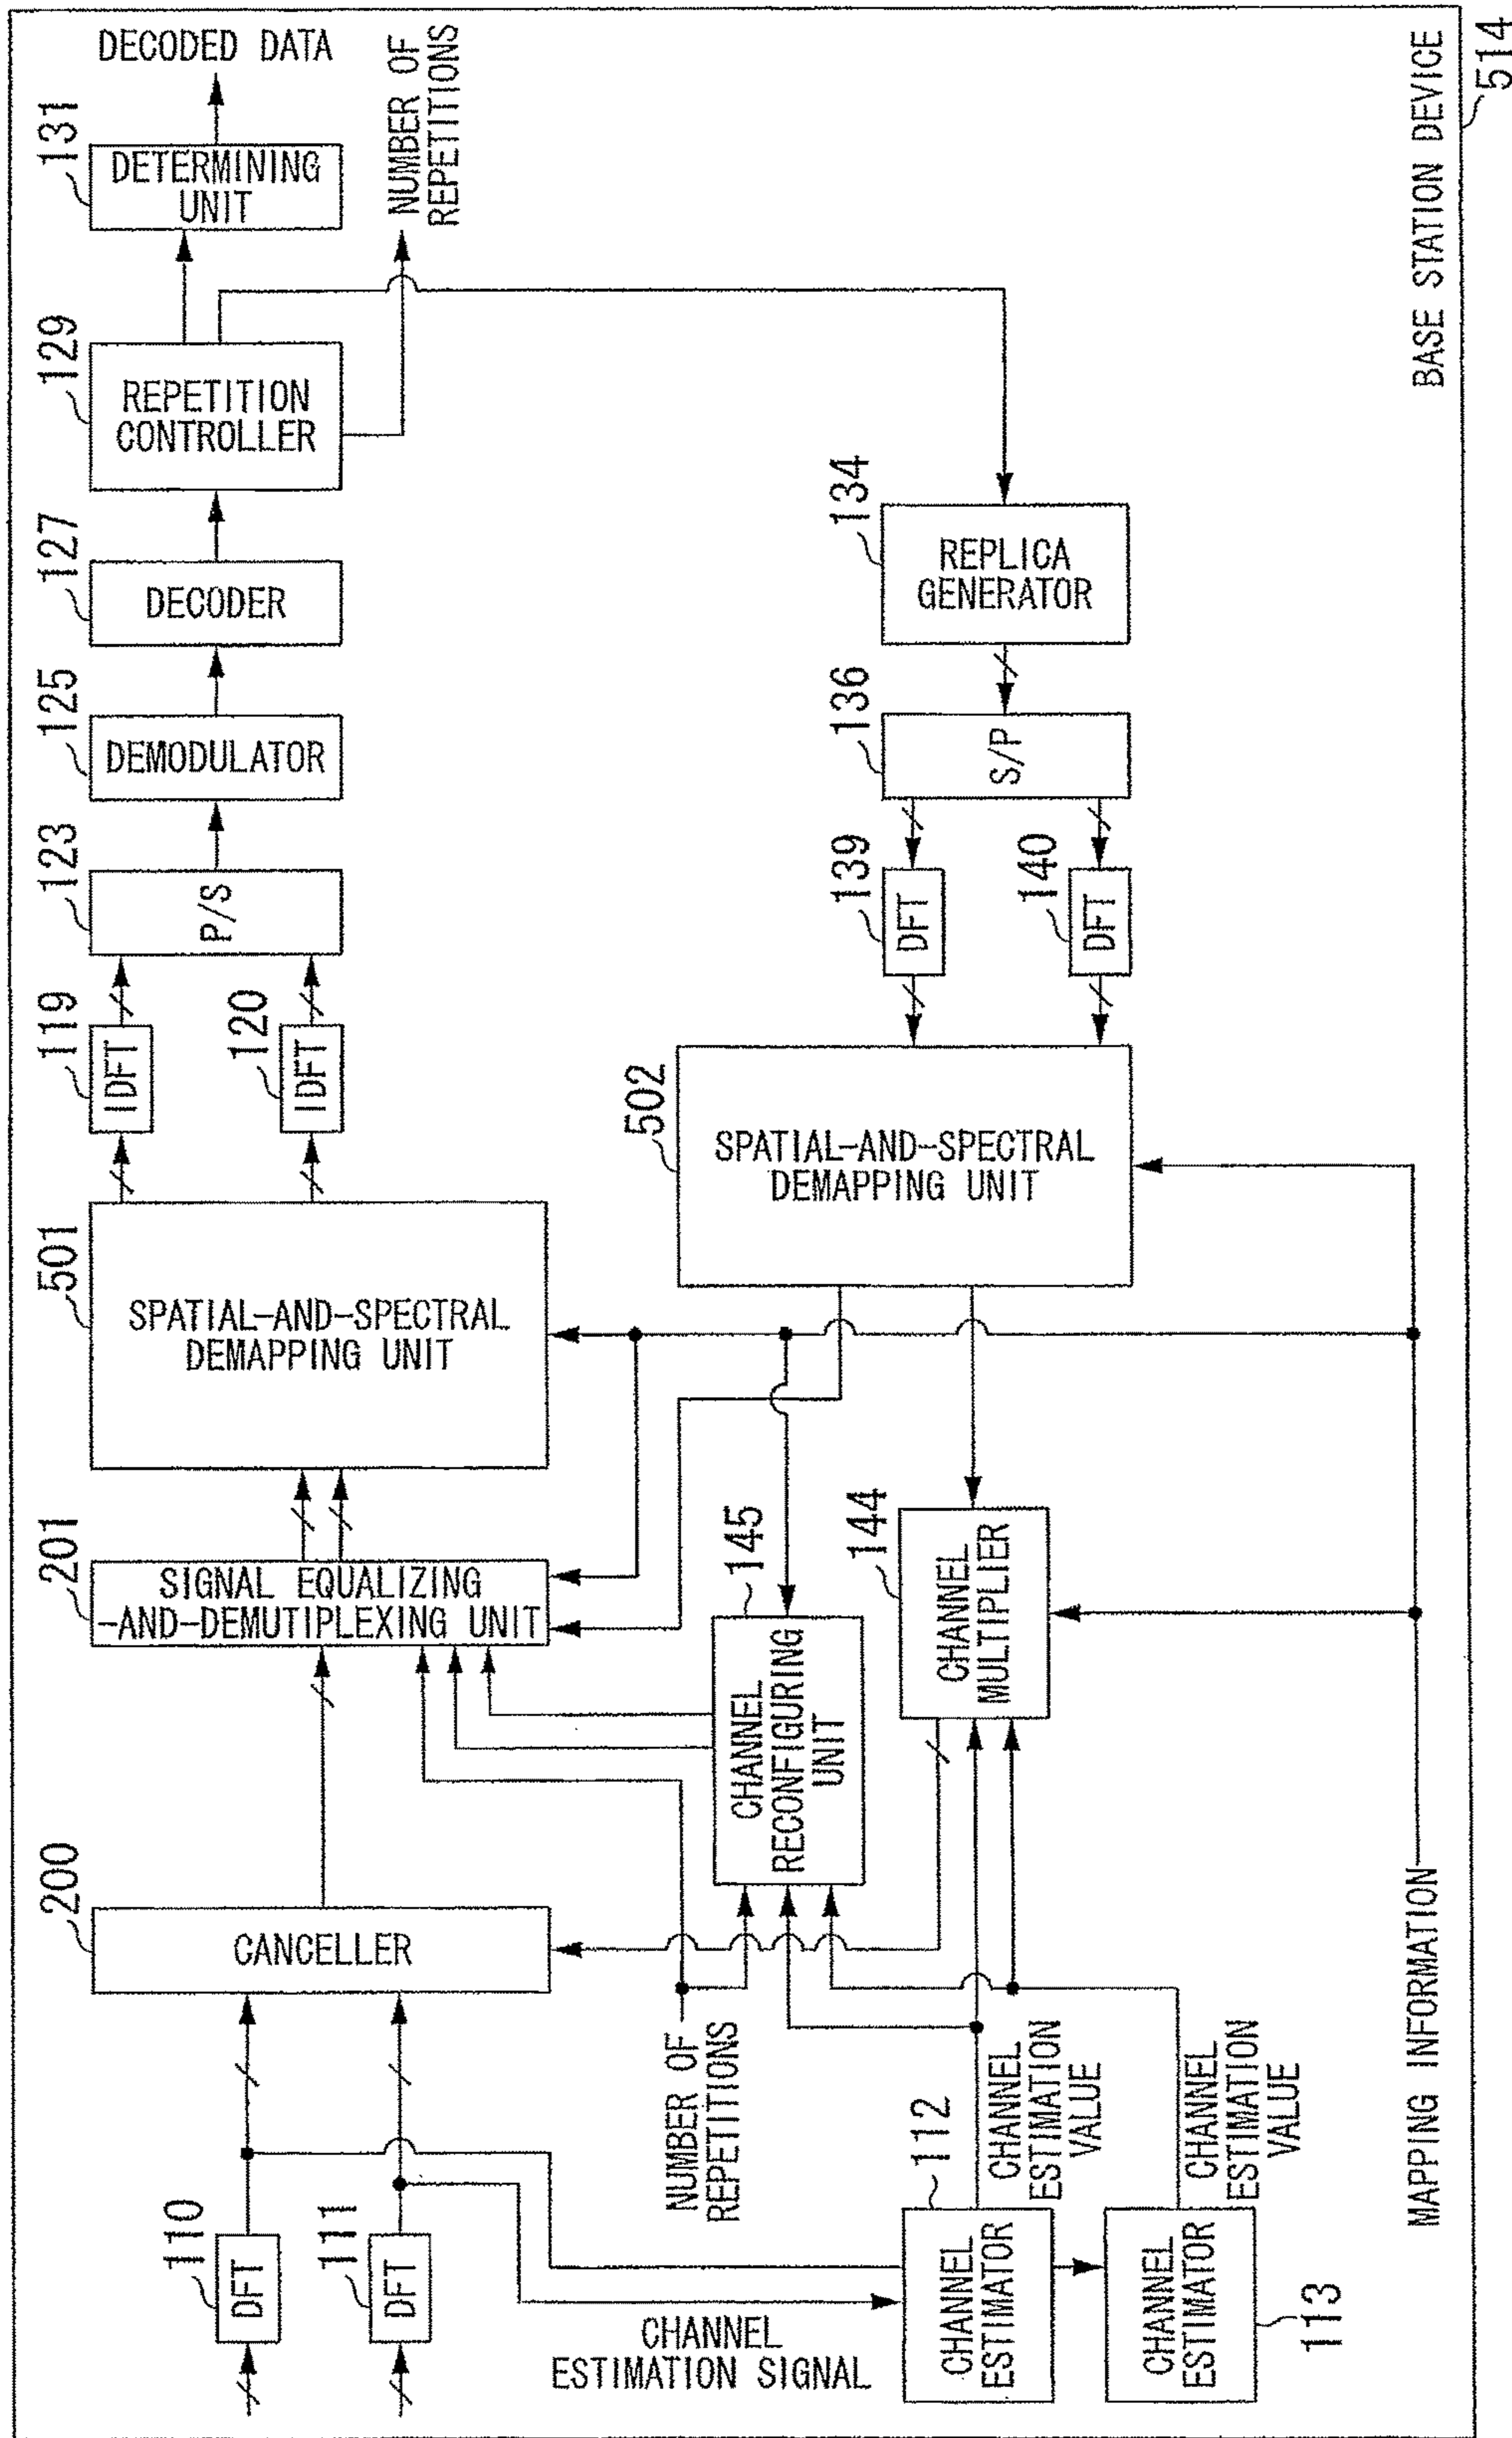 DECODED DATA
131
DETERMINING
UNIT
NUMBER OF
REPETITIONS
129
REPETITION
CONTROLLER
127
DECODER
125
DEMODULATOR
123
P/S
119
IDFT
120
IDFT
501
SPATIAL-AND-SPECTRAL
DEMAPPING UNIT
201
SIGNAL EQUALIZING
-AND-DEMUTIPLEXING UNIT
200
CANCELLER
110
DFT
111
DFT
134
REPLICA
GENERATOR
136
S/P
139
DFT
140
DFT
502
SPATIAL-AND-SPECTRAL
DEMAPPING UNIT
145
CHANNEL
RECONFIGURING
UNIT
144
CHANNEL
MULTIPLIER
NUMBER OF
REPETITIONS
112
CHANNEL
ESTIMATOR
CHANNEL
ESTIMATION
VALUE
CHANNEL
ESTIMATION
VALUE
CHANNEL
ESTIMATOR
113
CHANNEL
ESTIMATION SIGNAL
MAPPING INFORMATION
BASE STATION DEVICE
514